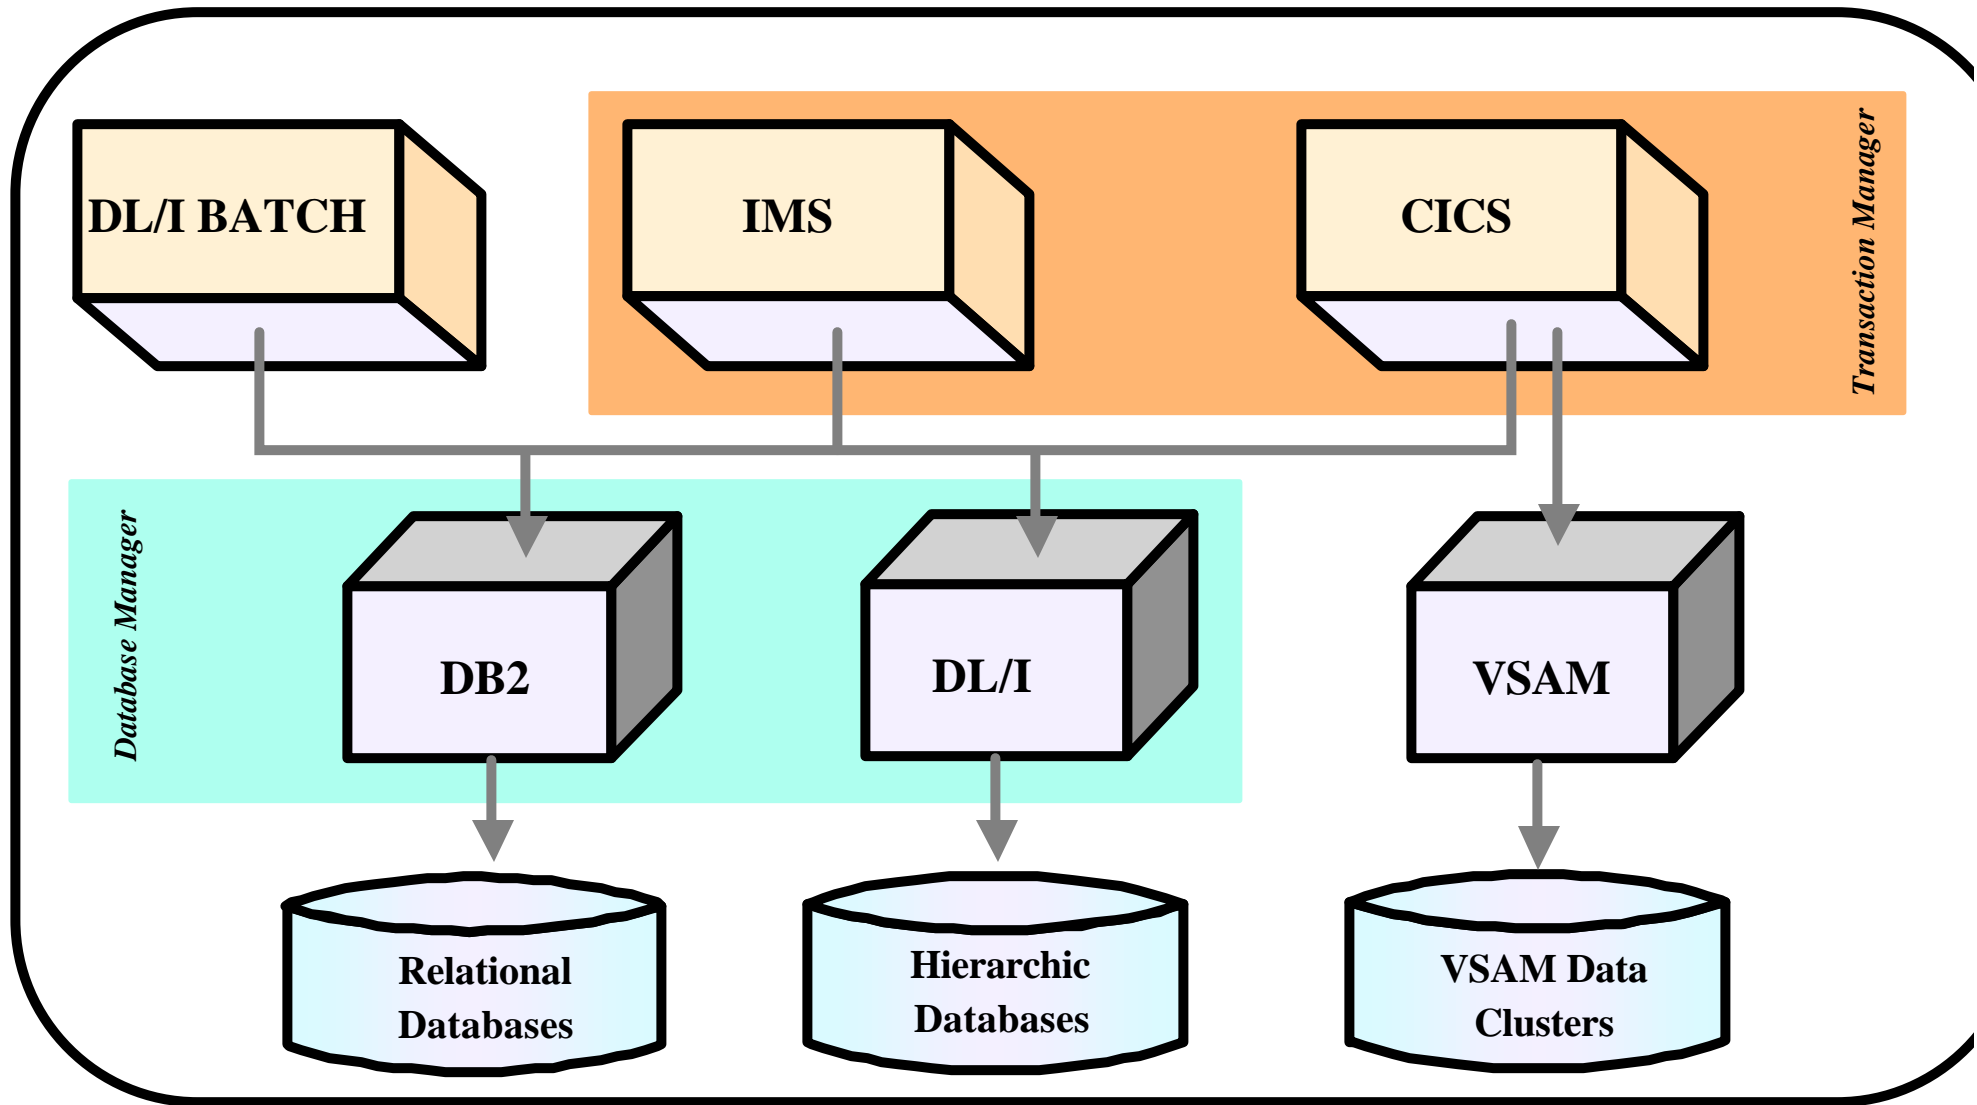 DL/I BATCH
IMS
CICS
Transaction Manager
Database Manager
DB2
DL/I
VSAM
Relational
Databases
Hierarchic
Databases
VSAM Data
Clusters